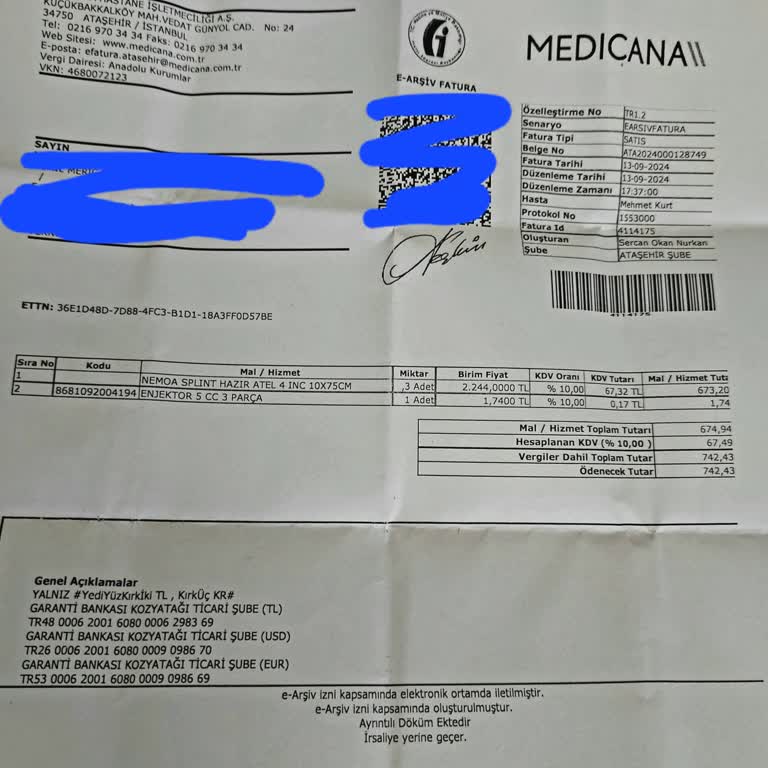 HASTANE İŞLETMECİLİĞİ A.Ş.
KÜÇÜKBAKKALKÖY MAH.VEDAT GÜNYOL CAD. No: 24
34750 ATAŞEHİR / İSTANBUL
Tel: 0216 970 34 34 Faks: 0216 970 34 34
Web Sitesi: www.medicana.com.tr
E-posta: efatura.atasehir@medicana.com.tr
Vergi Dairesi: Anadolu Kurumlar
VKN: 4680072123
E-ARŞİV FATURA
MEDICANA
SAYIN
Özelleştirme No TR1.2
Senaryo EARSIVFATURA
Fatura Tipi SATIS
Belge No ATA2024000128749
Fatura Tarihi 13-09-2024
Düzenleme Tarihi 13-09-2024
Düzenleme Zamanı 17:37:00
Hasta Mehmet Kurt
Protokol No 1553000
Fatura Id 4114175
Oluşturan Sercan Okan Nurkan
Şube ATAŞEHİR ŞUBE
4114175
ETTN: 36E1D48D-7D88-4FC3-B1D1-18A3FF0D57BE
Sıra No Kodu Mal / Hizmet Miktar Birim Fiyat KDV Oranı KDV Tutarı Mal / Hizmet Tuta
1 NEMOA SPLINT HAZIR ATEL 4 INC 10X75CM ,3 Adet 2.244,0000 TL % 10,00 67,32 TL 673,20
2 8681092004194 ENJEKTOR 5 CC 3 PARÇA 1 Adet 1,7400 TL % 10,00 0,17 TL 1,74
Mal / Hizmet Toplam Tutarı 674,94
Hesaplanan KDV (% 10,00 ) 67,49
Vergiler Dahil Toplam Tutar 742,43
Ödenecek Tutar 742,43
Genel Açıklamalar
YALNIZ #YediYüzKırkİki TL , KırkÜç KR#
GARANTİ BANKASI KOZYATAĞI TİCARİ ŞUBE (TL)
TR48 0006 2001 6080 0006 2983 69
GARANTİ BANKASI KOZYATAĞI TİCARİ ŞUBE (USD)
TR26 0006 2001 6080 0009 0986 70
GARANTİ BANKASI KOZYATAĞI TİCARİ ŞUBE (EUR)
TR53 0006 2001 6080 0009 0986 69
e-Arşiv izni kapsamında elektronik ortamda iletilmiştir.
e-Arşiv izni kapsamında oluşturulmuştur.
Ayrıntılı Döküm Ektedir
İrsaliye yerine geçer.